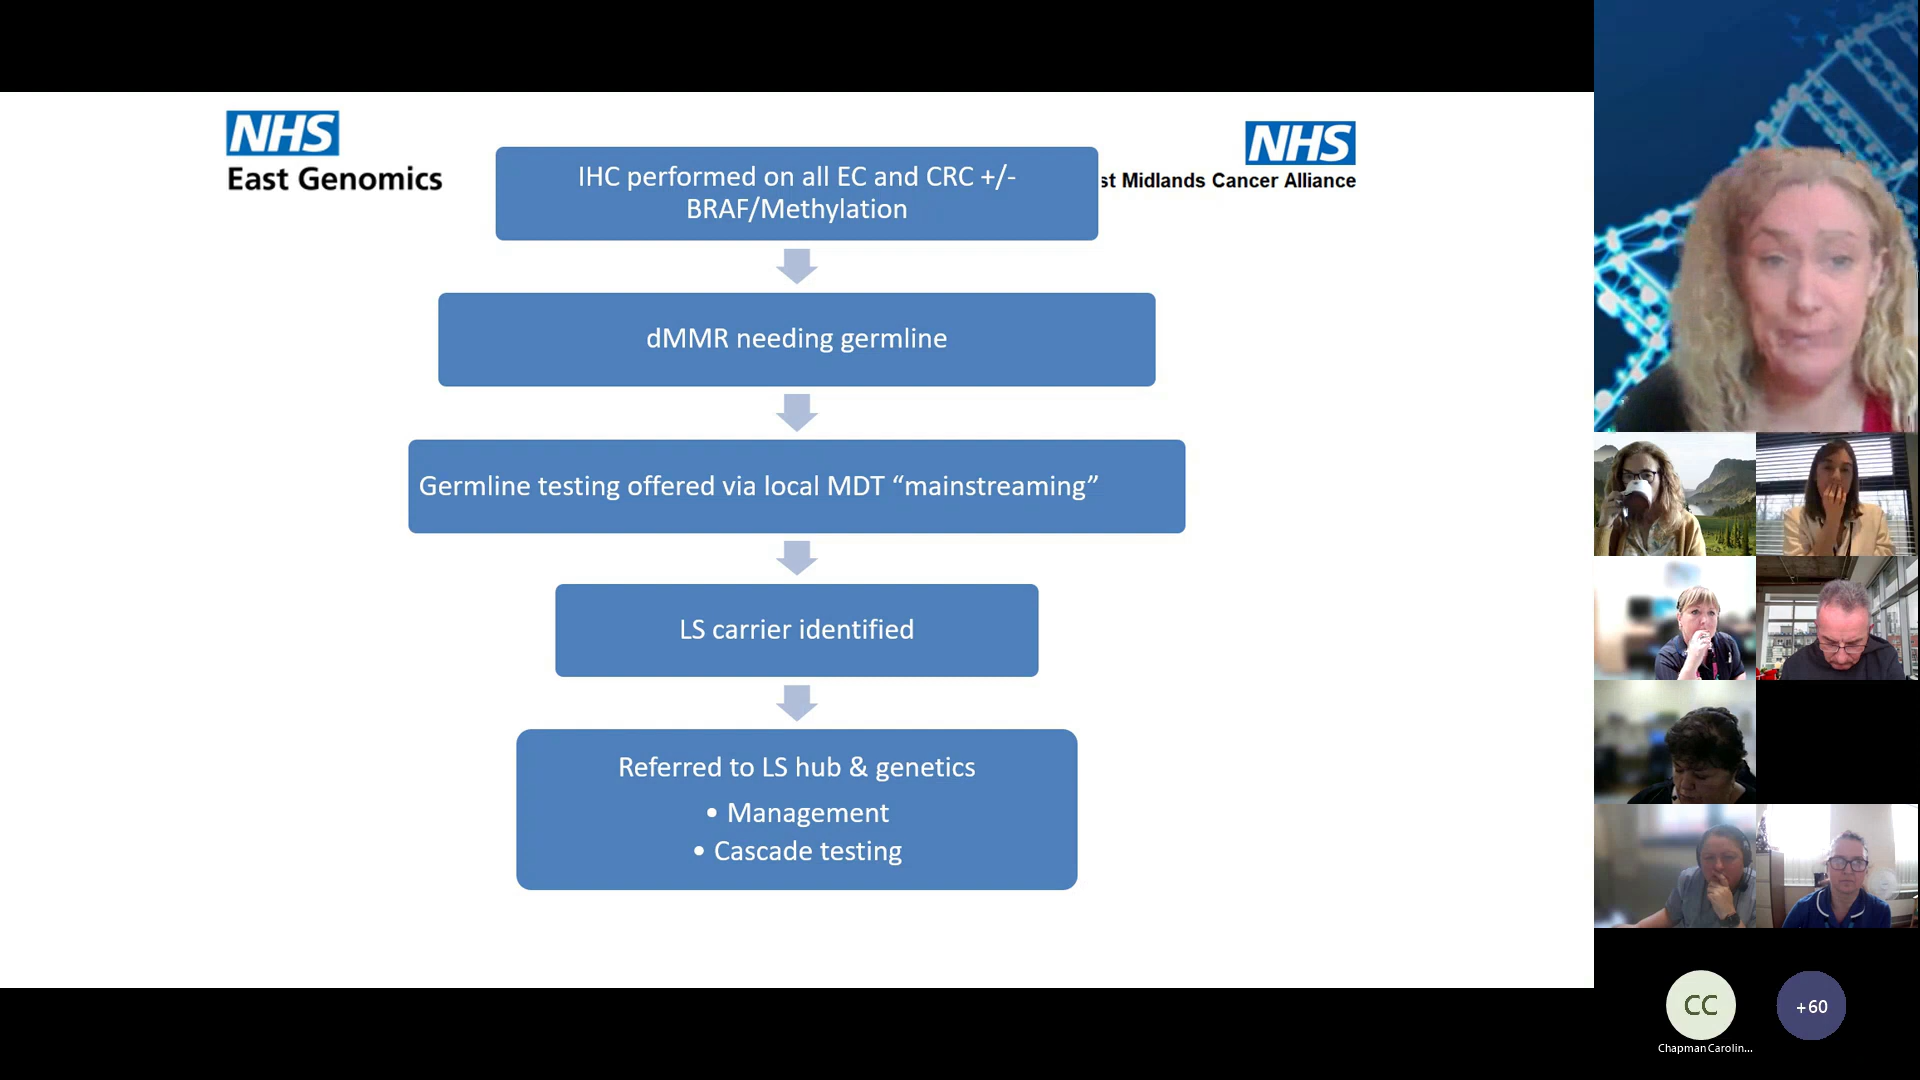 NHS
East Genomics
NHS
st Midlands Cancer Alliance
IHC performed on all EC and CRC +/-
BRAF/Methylation
dMMR needing germline
Germline testing offered via local MDT “mainstreaming”
LS carrier identified
Referred to LS hub & genetics
• Management
• Cascade testing
CC
+60
Chapman Carolin...